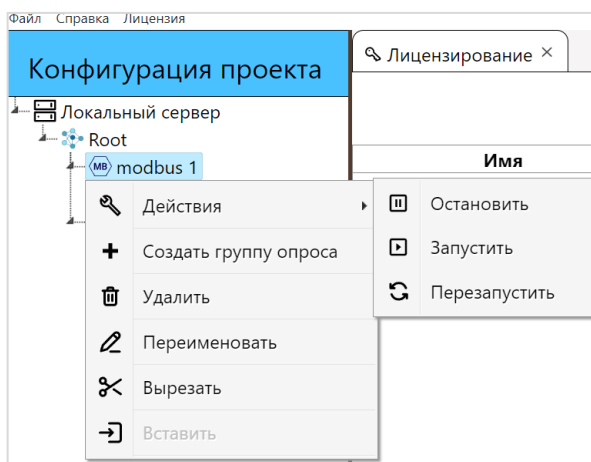 Файл Справка Лицензия
Конфигурация проекта
Лицензирование ×
Локальный сервер
Root
Имя
MB modbus 1
Действия
Остановить
Создать группу опроса
Запустить
Удалить
Перезапустить
Переименовать
Вырезать
Вставить